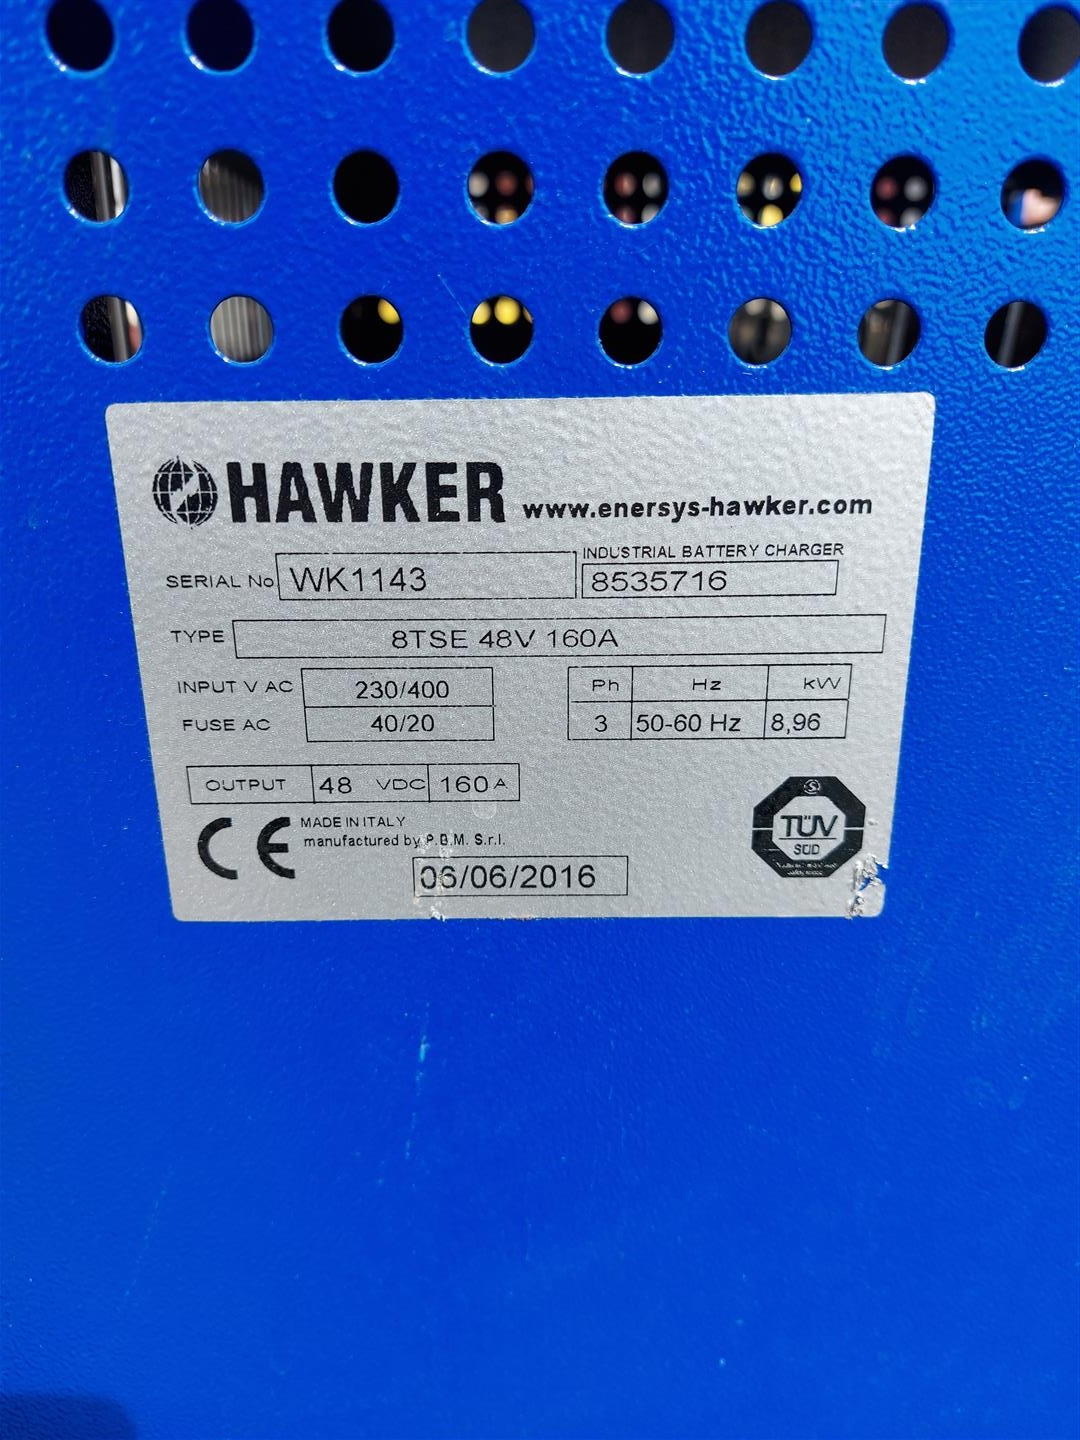 HAWKER www.enersys-hawker.com
INDUSTRIAL BATTERY CHARGER
SERIAL No WK1143 8535716
TYPE 8TSE 48V 160A
INPUT V AC 230/400 Ph Hz kW
FUSE AC 40/20 3 50-60 Hz 8,96
OUTPUT 48 VDC 160 A
CE MADE IN ITALY
manufactured by P.B.M. S.r.l.
06/06/2016
S
TÜV
SÜD